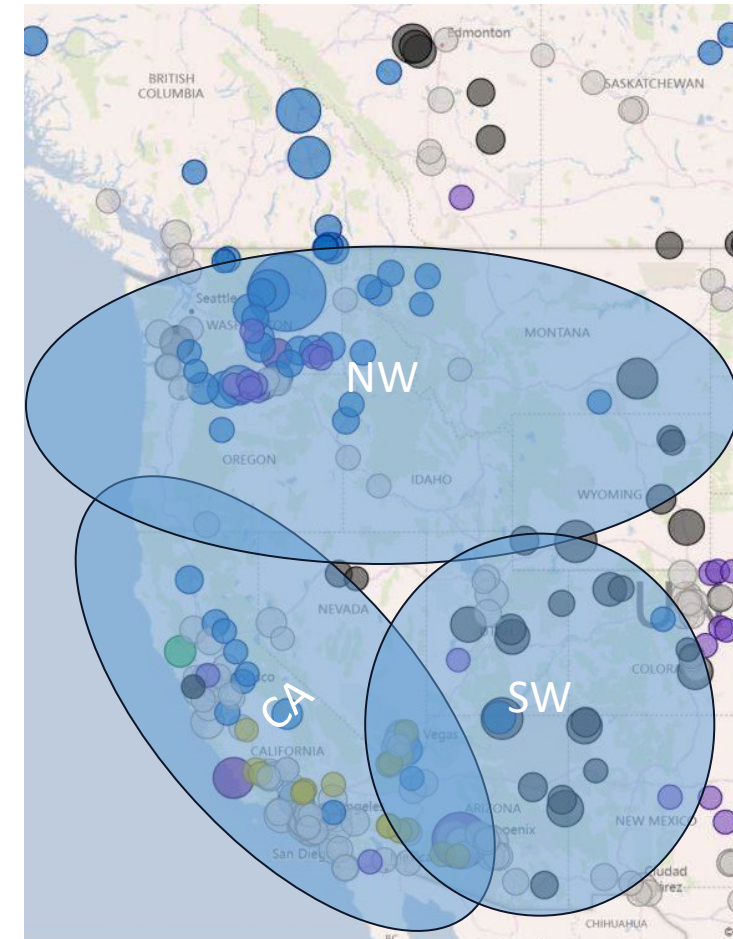 Edmonton
BRITISH
COLUMBIA
SASKATCHEWAN
Seattle
WASHINGTON
MONTANA
NW
OREGON
IDAHO
WYOMING
NEVADA
U
COLORA
SW
CA
Vegas
CALIFORNIA
ARIZONA
NEW MEXICO
San Dieg
CHIHUAHUA
©